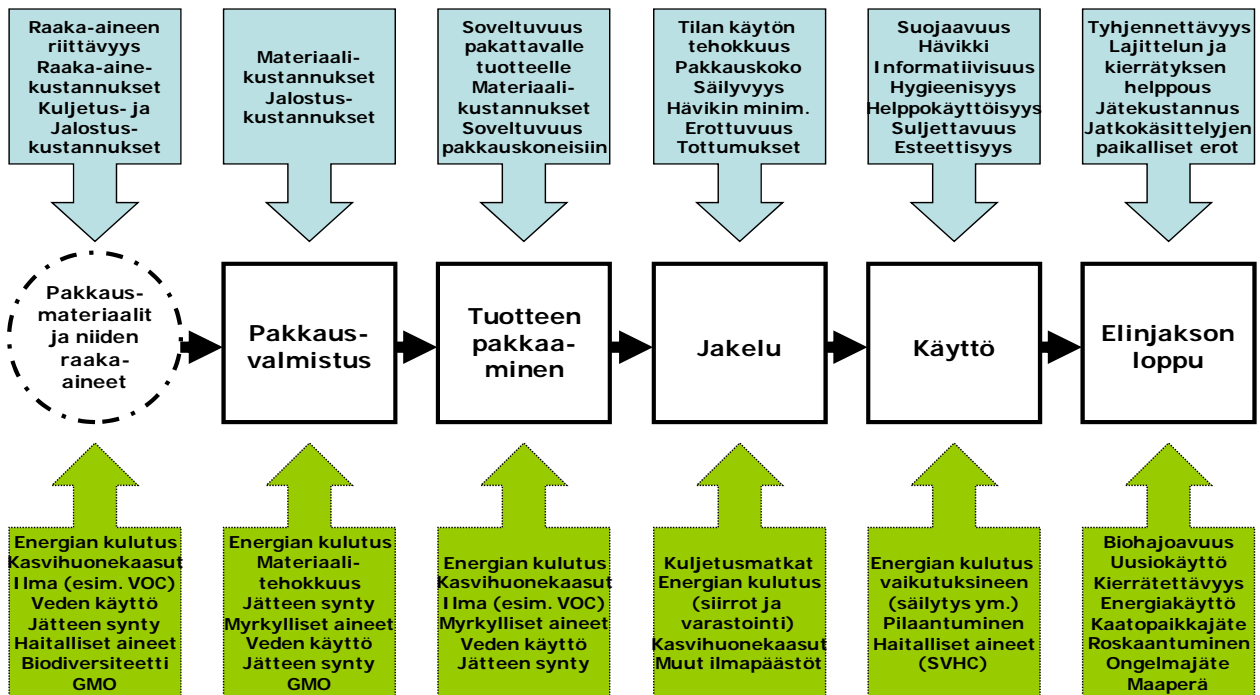 Raaka-aineen
riittävyys
Raaka-aine-
kustannukset
Kuljetus- ja
Jalostus-
kustannukset
Materiaali-
kustannukset
Jalostus-
kustannukset
Soveltuvuus
pakattavalle
tuotteelle
Materiaali-
kustannukset
Soveltuvuus
pakkauskoneisiin
Tilan käytön
tehokkuus
Pakkauskoko
Säilyvyys
Hävikin minim.
Erottuvuus
Tottumukset
Suojaavuus
Hävikki
Informatiivisuus
Hygieenisyys
Helppokäyttöisyys
Suljettavuus
Esteettisyys
Tyhjennettävyys
Lajittelun ja
kierrätyksen
helppous
Jätekustannus
Jatkokäsittelyjen
paikalliset erot
Pakkaus-
materiaalit
ja niiden
raaka-
aineet
Pakkaus-
valmistus
Tuotteen
pakkaa-
minen
Jakelu
Käyttö
Elinjakson
loppu
Energian kulutus
Kasvihuonekaasut
Ilma (esim. VOC)
Veden käyttö
Jätteen synty
Haitalliset aineet
Biodiversiteetti
GMO
Energian kulutus
Materiaali-
tehokkuus
Jätteen synty
Myrkylliset aineet
Veden käyttö
Jätteen synty
GMO
Energian kulutus
Kasvihuonekaasut
Ilma (esim. VOC)
Myrkylliset aineet
Veden käyttö
Jätteen synty
Kuljetusmatkat
Energian kulutus
(siirrot ja
varastointi)
Kasvihuonekaasut
Muut ilmapäästöt
Energian kulutus
vaikutuksineen
(säilytys ym.)
Pilaantuminen
Haitalliset aineet
(SVHC)
Biohajoavuus
Uusiokäyttö
Kierrätettävyys
Energiakäyttö
Kaatopaikkajäte
Roskaantuminen
Ongelmajäte
Maaperä